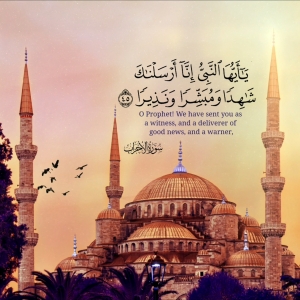 يَـٰٓأَيُّهَا ٱلنَّبِىُّ إِنَّآ أَرْسَلْنَـٰكَ
شَـٰهِدًا وَمُبَشِّرًا وَنَذِيرًا ٤٥
O Prophet! We have sent you as
a witness, and a deliverer of
good news, and a warner,
سورة الأحزاب